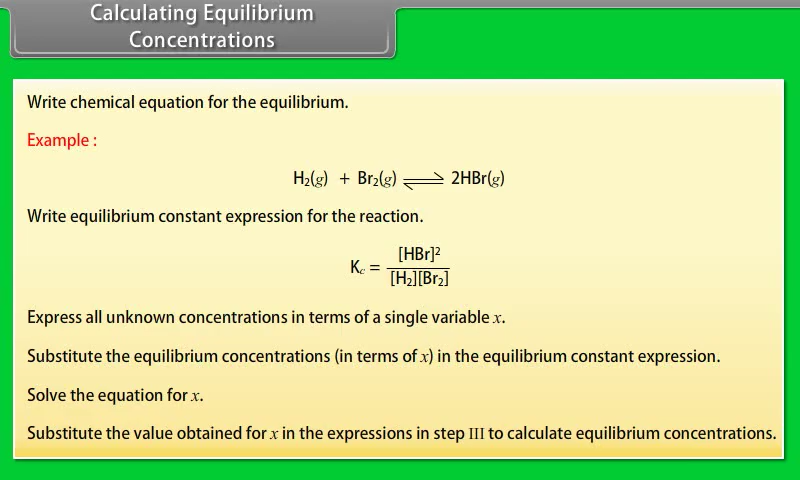 Calculating Equilibrium
Concentrations
Write chemical equation for the equilibrium.
Example :
H₂(g) + Br₂(g) ⇌ 2HBr(g)
Write equilibrium constant expression for the reaction.
K꜀ = [HBr]² / [H₂][Br₂]
Express all unknown concentrations in terms of a single variable x.
Substitute the equilibrium concentrations (in terms of x) in the equilibrium constant expression.
Solve the equation for x.
Substitute the value obtained for x in the expressions in step III to calculate equilibrium concentrations.